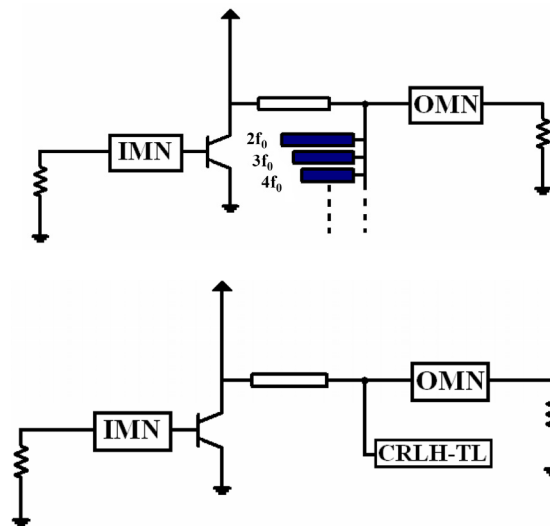 OMN
2f₀
IMN
3f₀
4f₀
OMN
IMN
CRLH-TL